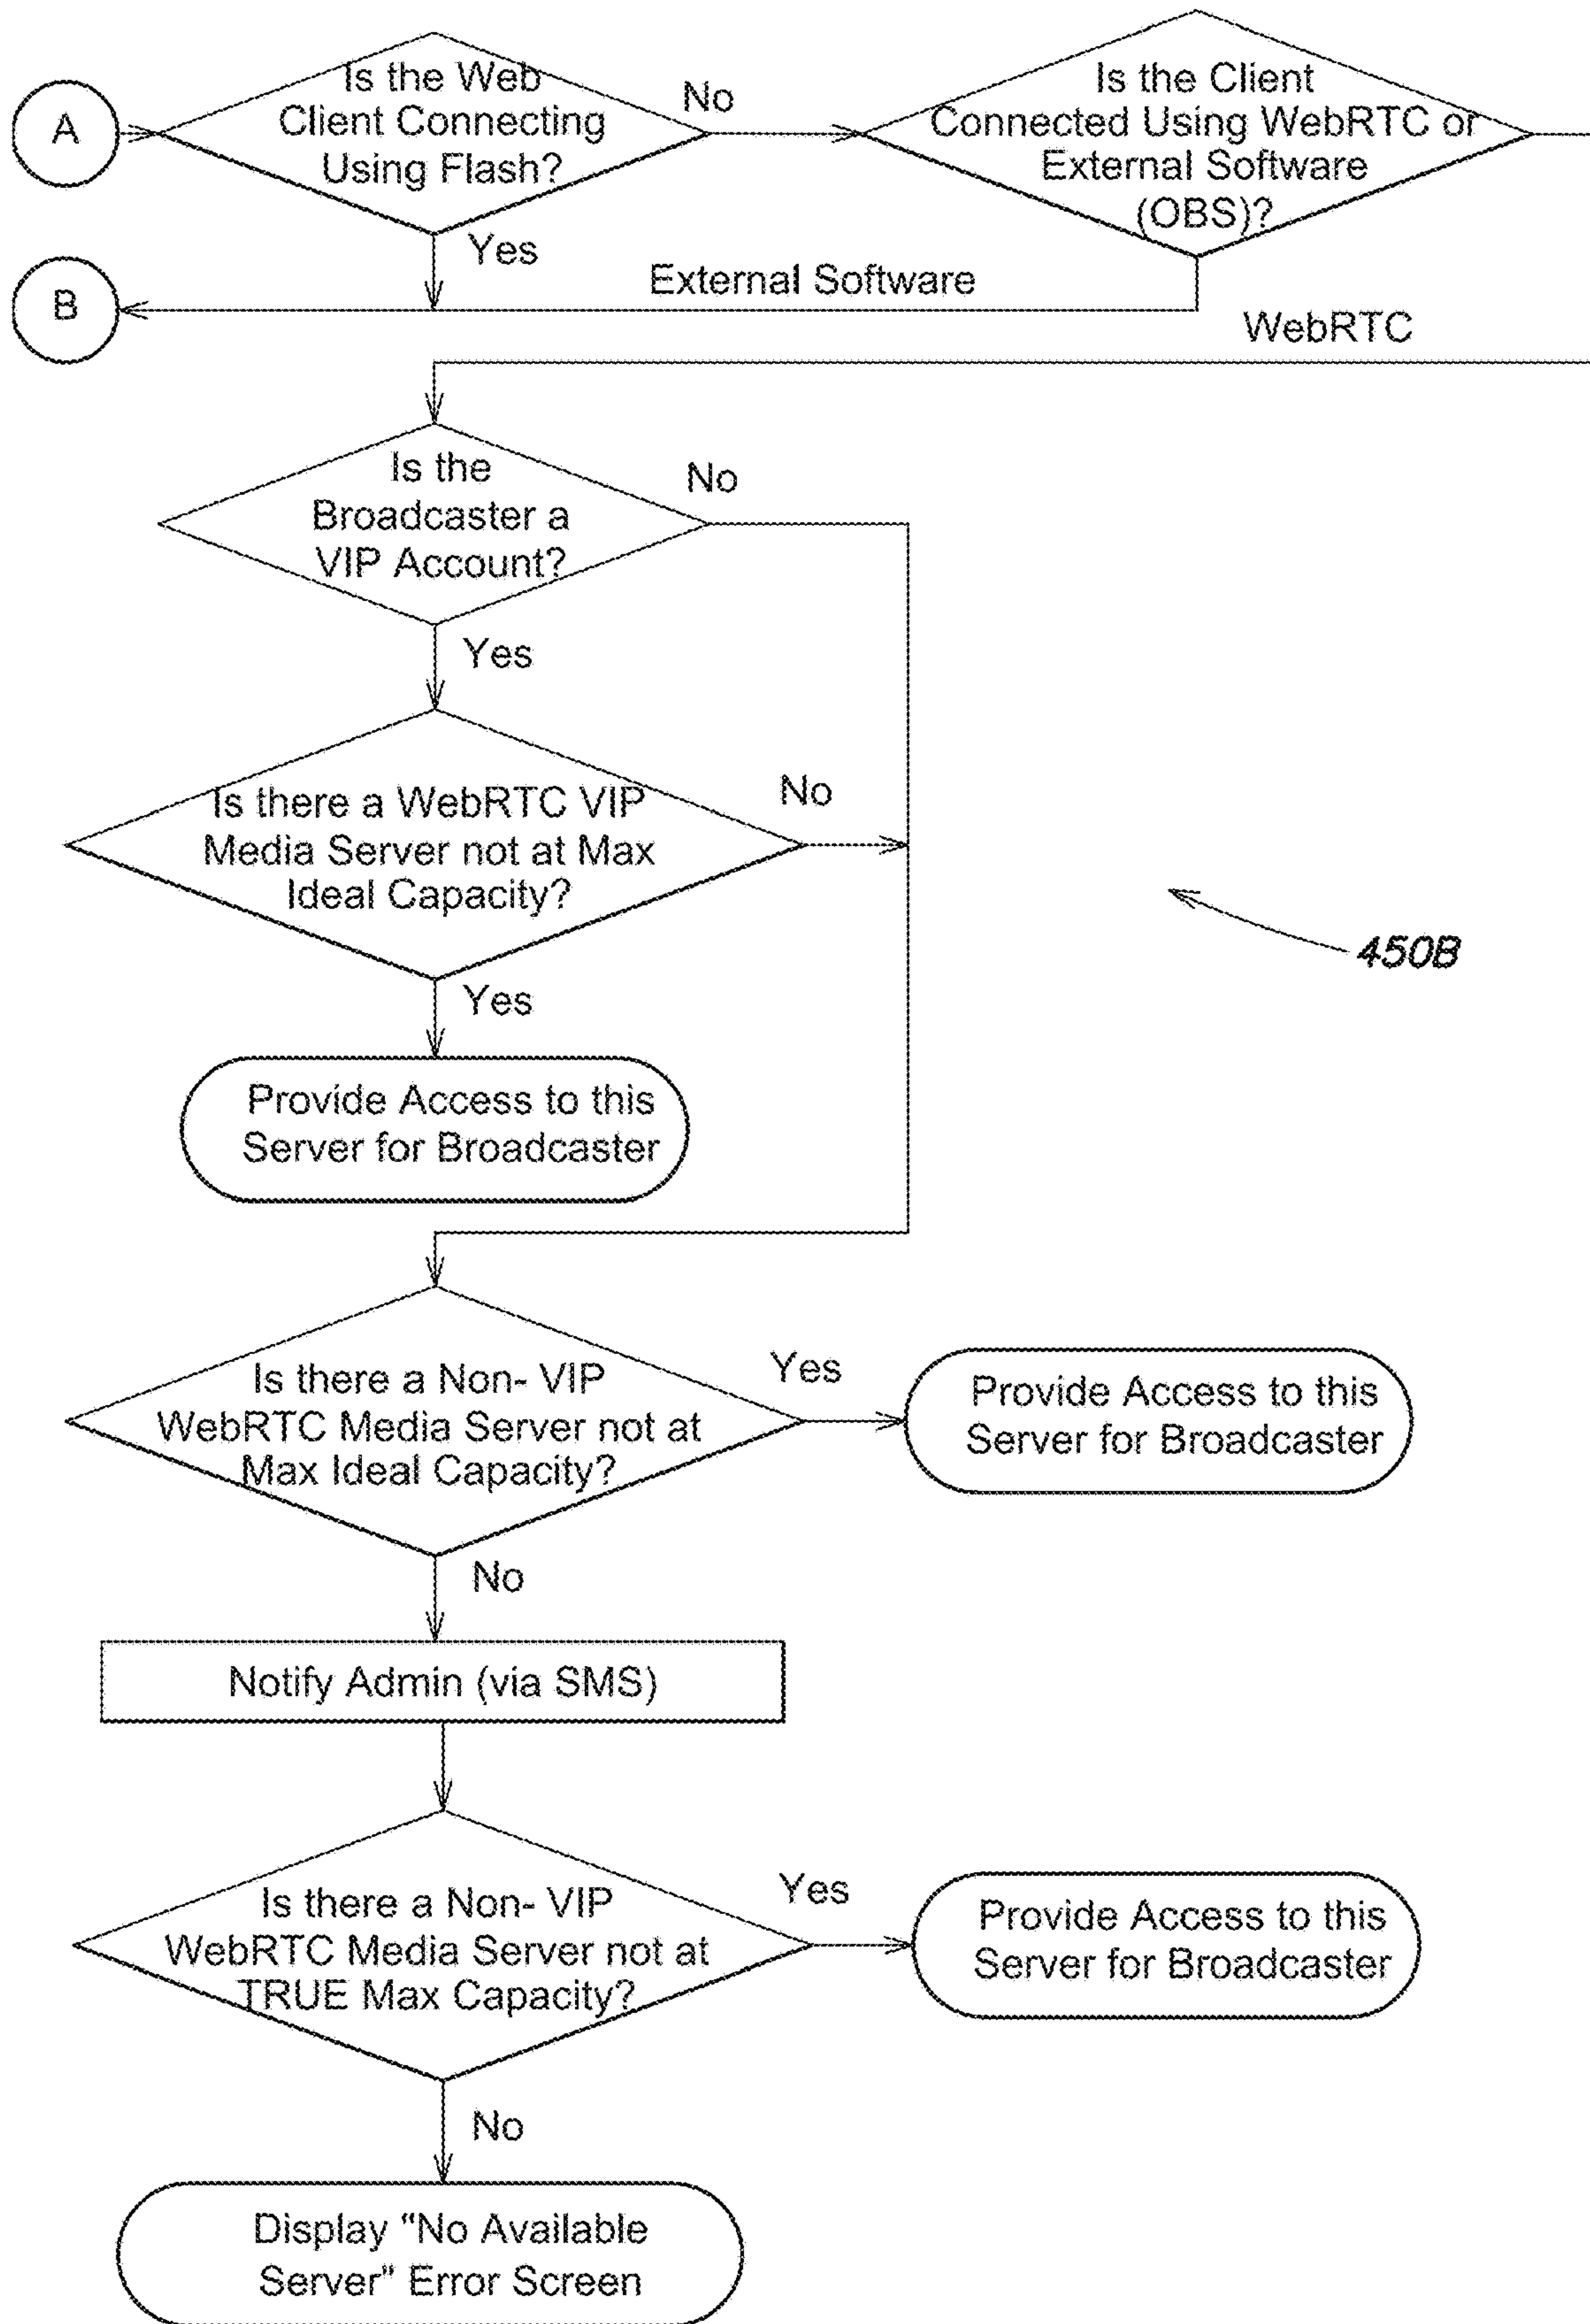 A
Is the Web
Client Connecting
Using Flash?
No
Is the Client
Connected Using WebRTC or
External Software
(OBS)?
Yes
External Software
B
WebRTC
Is the
Broadcaster a
VIP Account?
No
Yes
Is there a WebRTC VIP
Media Server not at Max
Ideal Capacity?
No
450B
Yes
Provide Access to this
Server for Broadcaster
Is there a Non- VIP
WebRTC Media Server not at
Max Ideal Capacity?
Yes
Provide Access to this
Server for Broadcaster
No
Notify Admin (via SMS)
Is there a Non- VIP
WebRTC Media Server not at
TRUE Max Capacity?
Yes
Provide Access to this
Server for Broadcaster
No
Display "No Available
Server" Error Screen